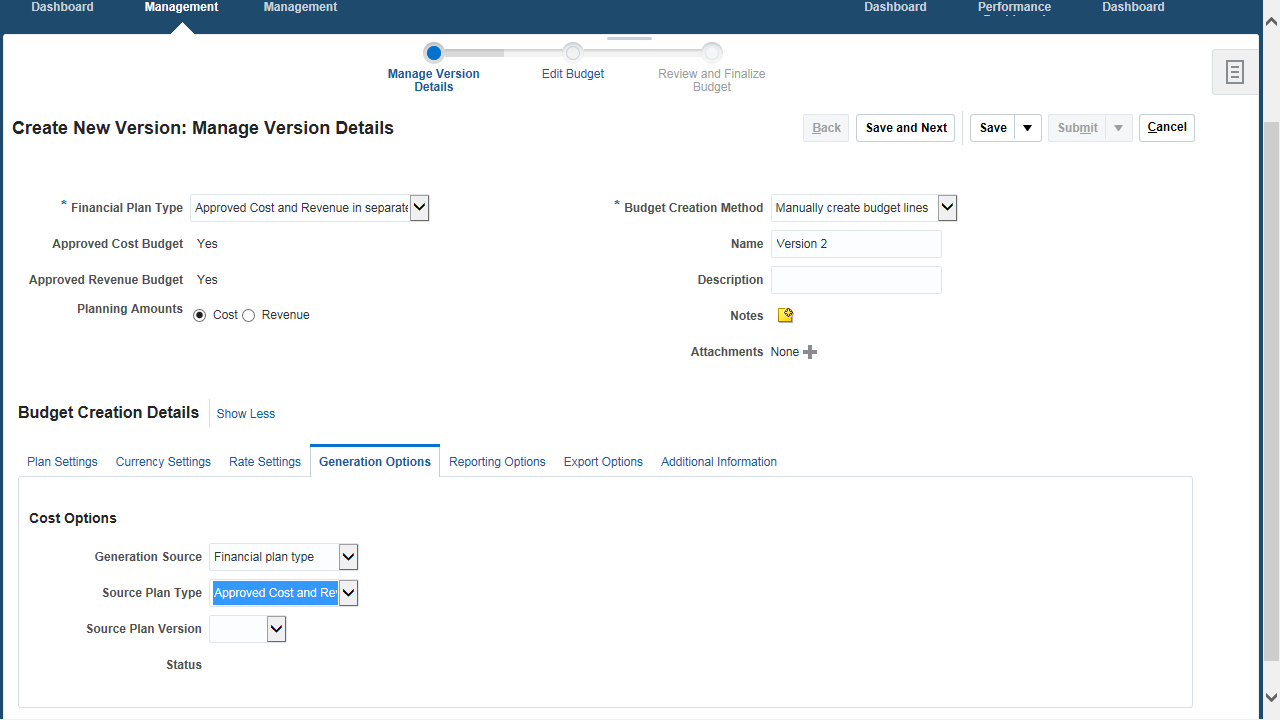 Dashboard
Management
Management
Dashboard
Performance
Dashboard
Manage Version
Details
Edit Budget
Review and Finalize
Budget
Create New Version: Manage Version Details
Back
Save and Next
Save
Submit
Cancel
* Financial Plan Type Approved Cost and Revenue in separate
Approved Cost Budget Yes
Approved Revenue Budget Yes
Planning Amounts Cost Revenue
* Budget Creation Method Manually create budget lines
Name Version 2
Description
Notes
Attachments None
Budget Creation Details Show Less
Plan Settings Currency Settings Rate Settings Generation Options Reporting Options Export Options Additional Information
Cost Options
Generation Source Financial plan type
Source Plan Type Approved Cost and Re
Source Plan Version
Status